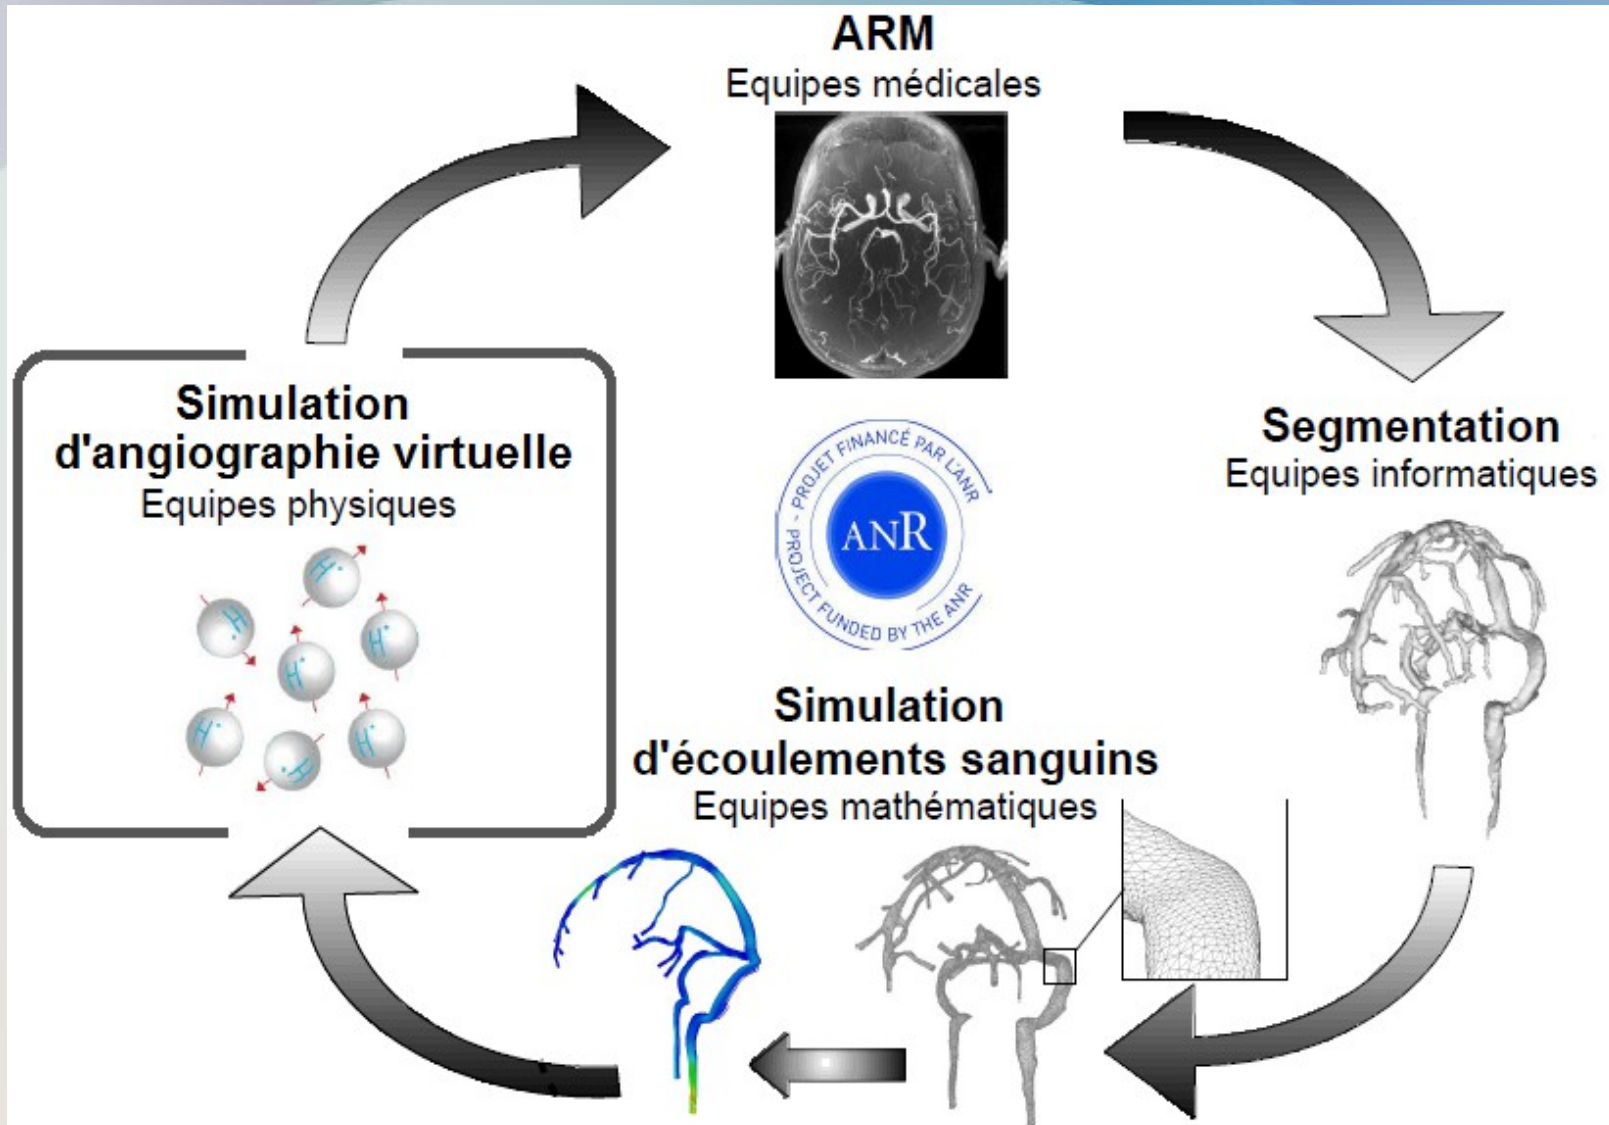 ARM
Equipes médicales
Simulation
d'angiographie virtuelle
Equipes physiques
H
H
H
H
H
H
H
PROJET FINANCÉ PAR L'ANR -
PROJECT FUNDED BY THE ANR
ANR
Segmentation
Equipes informatiques
Simulation
d'écoulements sanguins
Equipes mathématiques